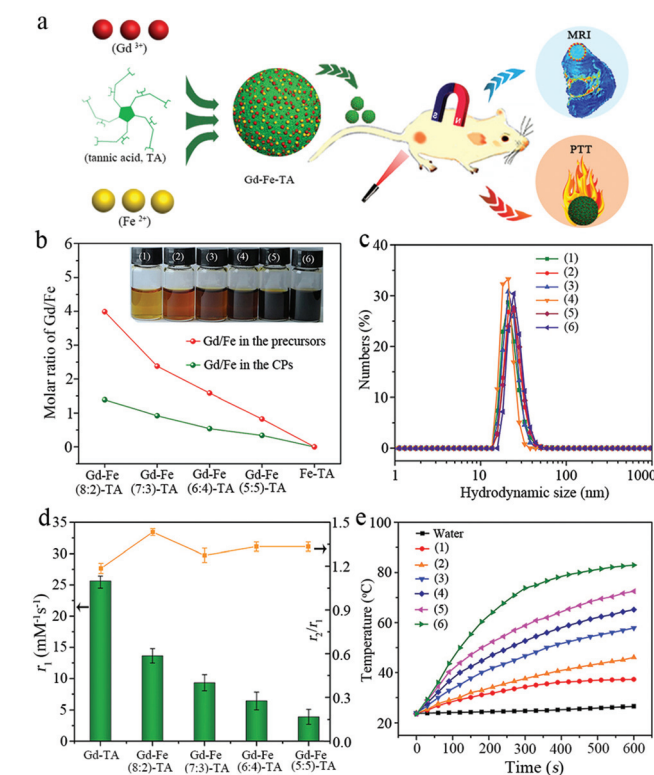 a
(Gd 3+)
(tannic acid, TA)
(Fe 2+)
Gd-Fe-TA
MRI
PTT
b
Molar ratio of Gd/Fe
6
5
4
3
2
1
0
(1) (2) (3) (4) (5) (6)
Gd/Fe in the precursors
Gd/Fe in the CPs
Gd-Fe (8:2)-TA
Gd-Fe (7:3)-TA
Gd-Fe (6:4)-TA
Gd-Fe (5:5)-TA
Fe-TA
c
Numbers (%)
40
30
20
10
0
(1)
(2)
(3)
(4)
(5)
(6)
1 10 100 1000
Hydrodynamic size (nm)
d
r1 (mM-1s-1)
35
30
25
20
15
10
5
0
1.5
1.2
0.9
0.6
0.3
0.0
r2/r1
Gd-TA
Gd-Fe (8:2)-TA
Gd-Fe (7:3)-TA
Gd-Fe (6:4)-TA
Gd-Fe (5:5)-TA
e
Temperature (°C)
100
80
60
40
20
Water
(1)
(2)
(3)
(4)
(5)
(6)
0 100 200 300 400 500 600
Time (s)